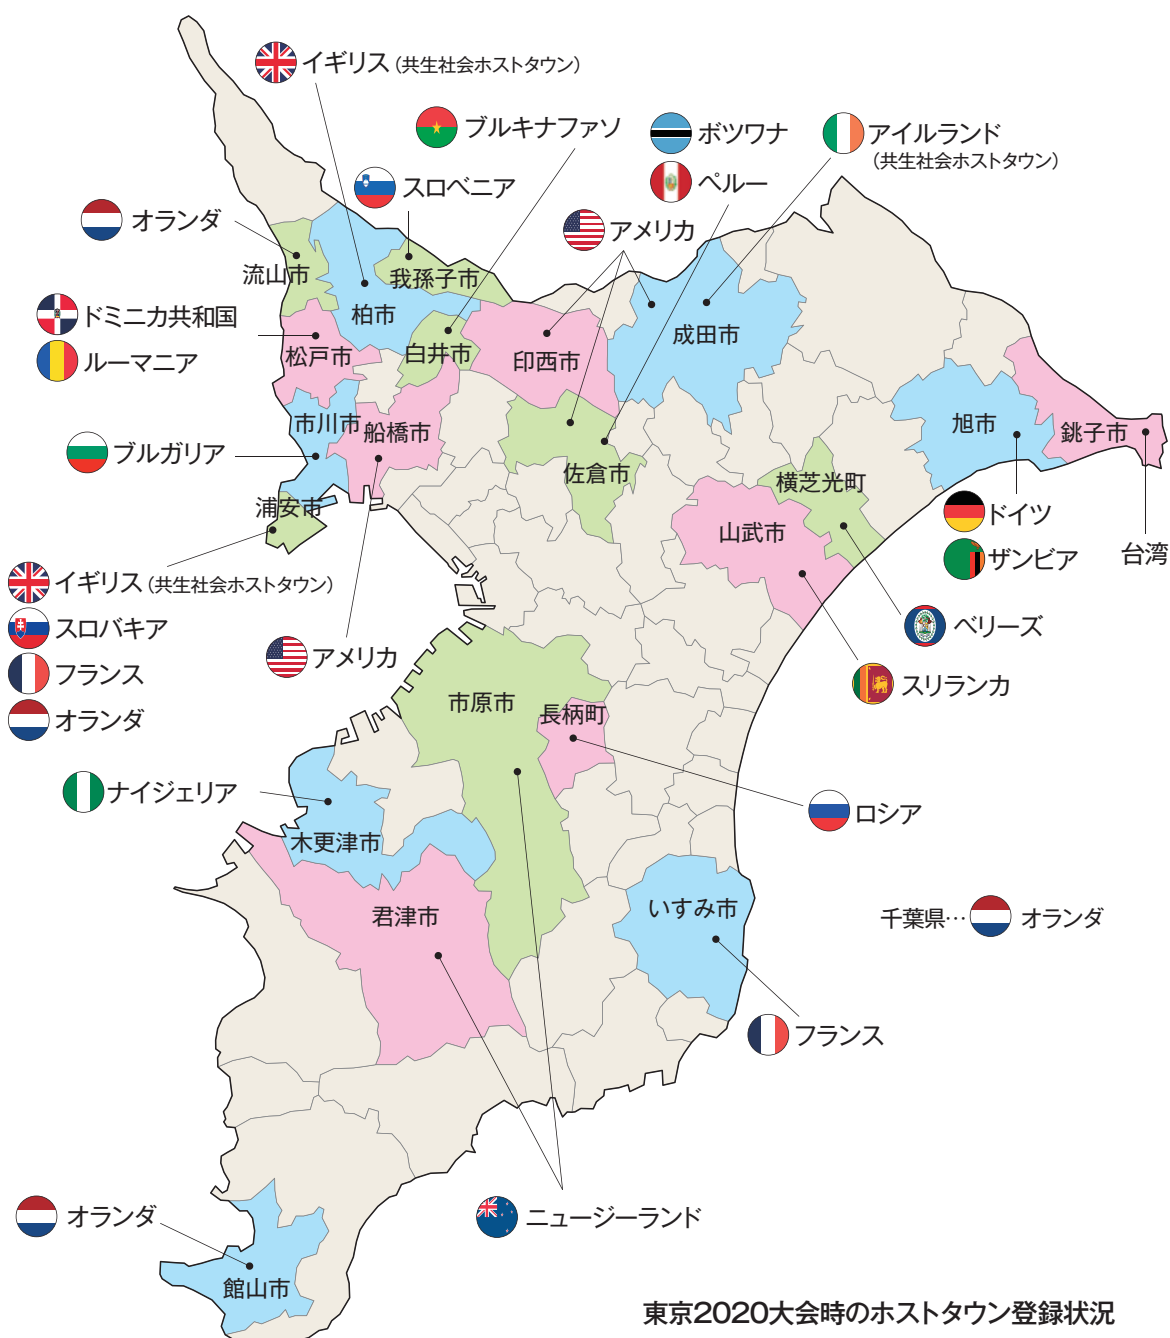 イギリス（共生社会ホストタウン）
ブルキナファソ
ボツワナ
アイルランド
（共生社会ホストタウン）
スロベニア
ペルー
オランダ
アメリカ
流山市
我孫子市
ドミニカ共和国
柏市
成田市
ルーマニア
松戸市
白井市
印西市
市川市
船橋市
旭市
銚子市
ブルガリア
佐倉市
横芝光町
浦安市
山武市
ドイツ
台湾
ザンビア
イギリス（共生社会ホストタウン）
スロバキア
ベリーズ
フランス
アメリカ
スリランカ
オランダ
市原市
長柄町
ナイジェリア
ロシア
木更津市
君津市
いすみ市
千葉県…オランダ
フランス
オランダ
ニュージーランド
館山市
東京2020大会時のホストタウン登録状況